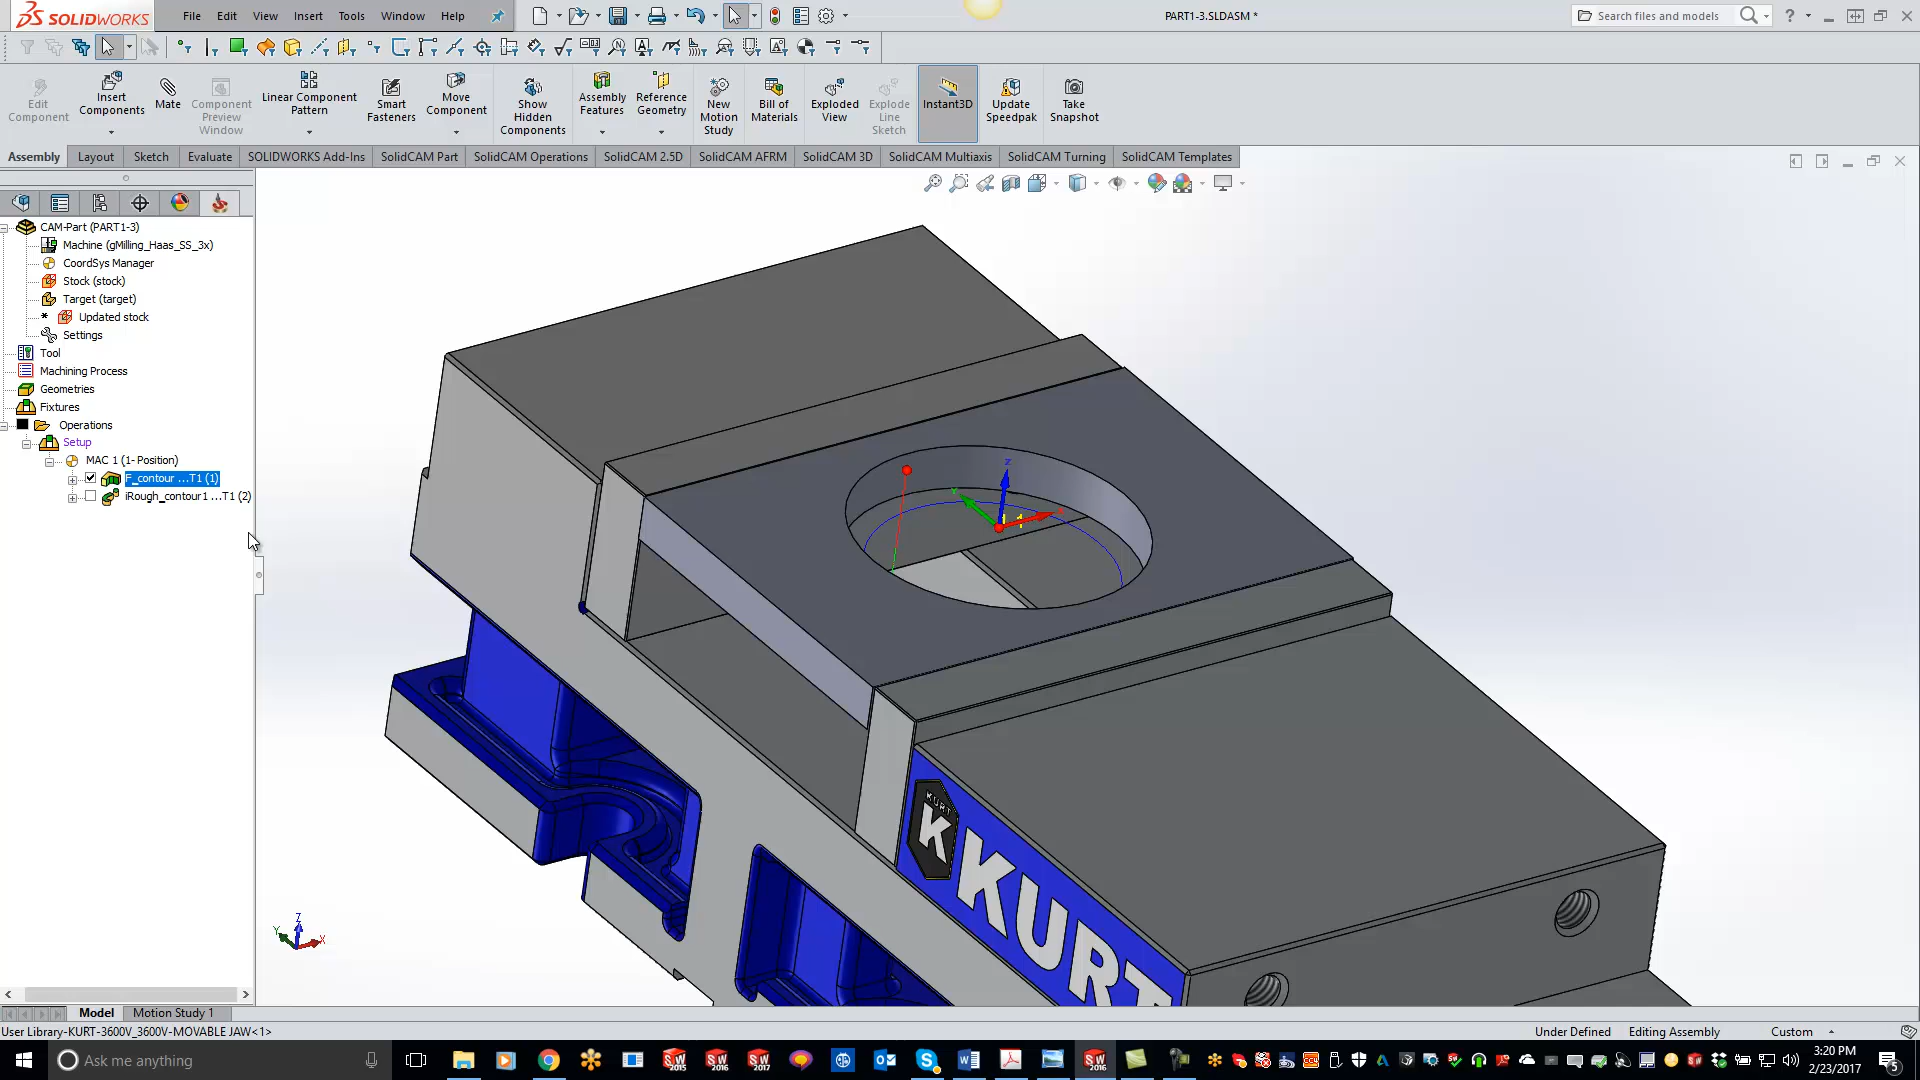 SOLIDWORKS
File Edit View Insert Tools Window Help
PART1-3.SLDASM *
Search files and models
Edit Component
Insert Components
Mate
Component Preview Window
Linear Component Pattern
Smart Fasteners
Move Component
Show Hidden Components
Assembly Features
Reference Geometry
New Motion Study
Bill of Materials
Exploded View
Explode Line Sketch
Instant3D
Update Speedpak
Take Snapshot
Assembly Layout Sketch Evaluate SOLIDWORKS Add-Ins SolidCAM Part SolidCAM Operations SolidCAM 2.5D SolidCAM AFRM SolidCAM 3D SolidCAM Multiaxis SolidCAM Turning SolidCAM Templates
CAM-Part (PART1-3)
Machine (gMilling_Haas_SS_3x)
CoordSys Manager
Stock (stock)
Target (target)
* Updated stock
Settings
Tool
Machining Process
Geometries
Fixtures
Operations
Setup
MAC 1 (1- Position)
F_contour ...T1 (1)
iRough_contour1 ...T1 (2)
Z
Y
X
1
KURT
K
KURT
Z
Y
X
Model Motion Study 1
User Library-KURT-3600V_3600V-MOVABLE JAW<1>
Under Defined Editing Assembly Custom
Ask me anything
3:20 PM
2/23/2017